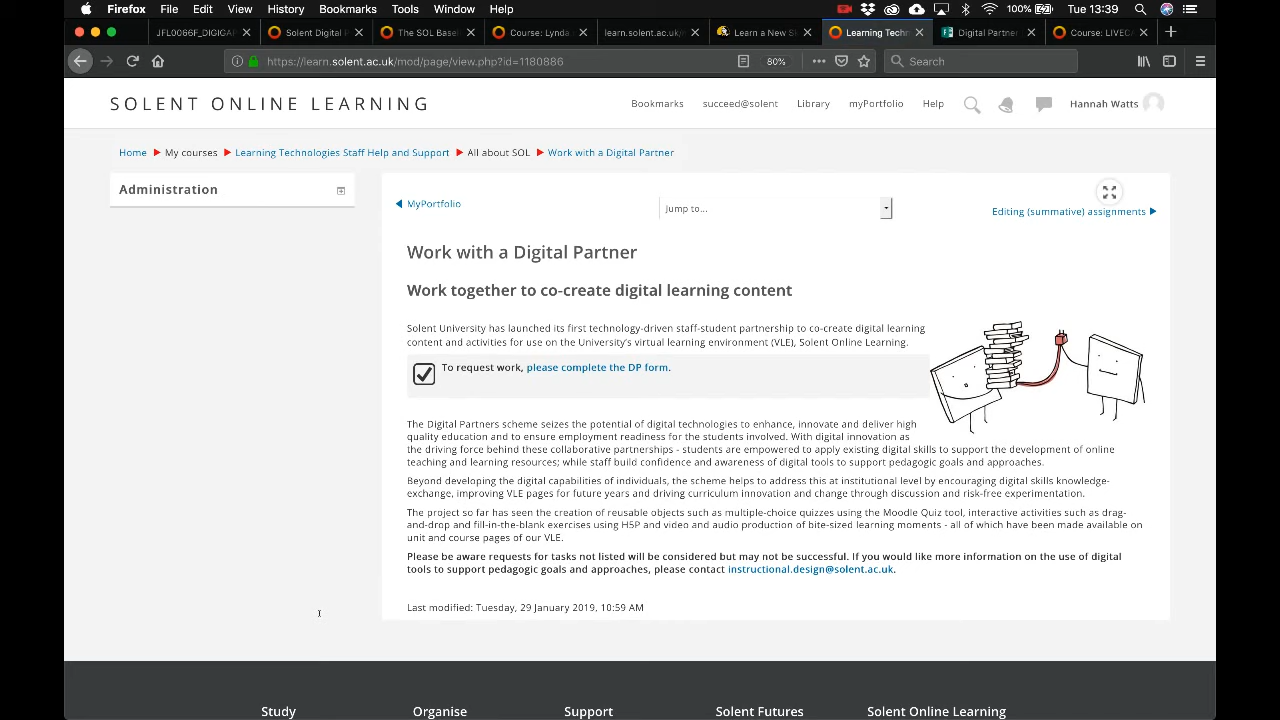 Firefox File Edit View History Bookmarks Tools Window Help 100% Tue 13:39
JFL0066F_DIGIGA Solent Digital P The SOL Base Course: Lynda learn.solent.ac.uk/ Learn a New Sk Learning Techn Digital Partner Course: LIVEC
https://learn.solent.ac.uk/mod/page/view.php?id=1180886 80% Search
SOLENT ONLINE LEARNING Bookmarks succeed@solent Library myPortfolio Help Hannah Watts
Home My courses Learning Technologies Staff Help and Support All about SOL Work with a Digital Partner
Administration
MyPortfolio Jump to... Editing (summative) assignments
Work with a Digital Partner
Work together to co-create digital learning content
Solent University has launched its first technology-driven staff-student partnership to co-create digital learning
content and activities for use on the University's virtual learning environment (VLE), Solent Online Learning.
To request work, please complete the DP form.
The Digital Partners scheme seizes the potential of digital technologies to enhance, innovate and deliver high
quality education and to ensure employment readiness for the students involved. With digital innovation as
the driving force behind these collaborative partnerships - students are empowered to apply existing digital skills to support the development of online
teaching and learning resources; while staff build confidence and awareness of digital tools to support pedagogic goals and approaches.
Beyond developing the digital capabilities of individuals, the scheme helps to address this at institutional level by encouraging digital skills knowledge-
exchange, improving VLE pages for future years and driving curriculum innovation and change through discussion and risk-free experimentation.
The project so far has seen the creation of reusable objects such as multiple-choice quizzes using the Moodle Quiz tool, interactive activities such as drag-
and-drop and fill-in-the-blank exercises using H5P and video and audio production of bite-sized learning moments - all of which have been made available on
unit and course pages of our VLE.
Please be aware requests for tasks not listed will be considered but may not be successful. If you would like more information on the use of digital
tools to support pedagogic goals and approaches, please contact instructional.design@solent.ac.uk.
Last modified: Tuesday, 29 January 2019, 10:59 AM
Study Organise Support Solent Futures Solent Online Learning